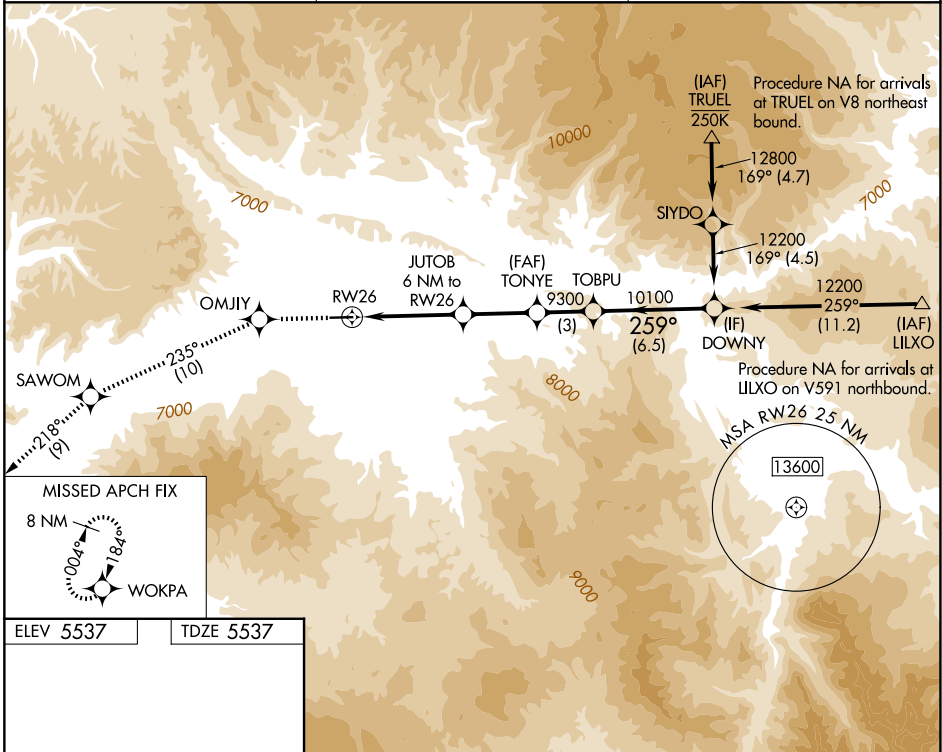 (IAF)
TRUEL
250K
Procedure NA for arrivals
at TRUEL on V8 northeast
bound.
10000
12800
169° (4.7)
7000
7000
SIYDO
12200
169° (4.5)
JUTOB
6 NM to
RW26
(FAF)
TONYE
TOBPU
OMJIY
RW26
9300
(3)
10100
259°
(6.5)
12200
259°
(11.2)
(IF)
DOWNY
(IAF)
LILXO
235°
(10)
SAWOM
Procedure NA for arrivals at
LILXO on V591 northbound.
8000
7000
218°
(9)
MSA RW26 25 NM
13600
MISSED APCH FIX
8 NM
004°
184°
WOKPA
9000
ELEV 5537
TDZE 5537